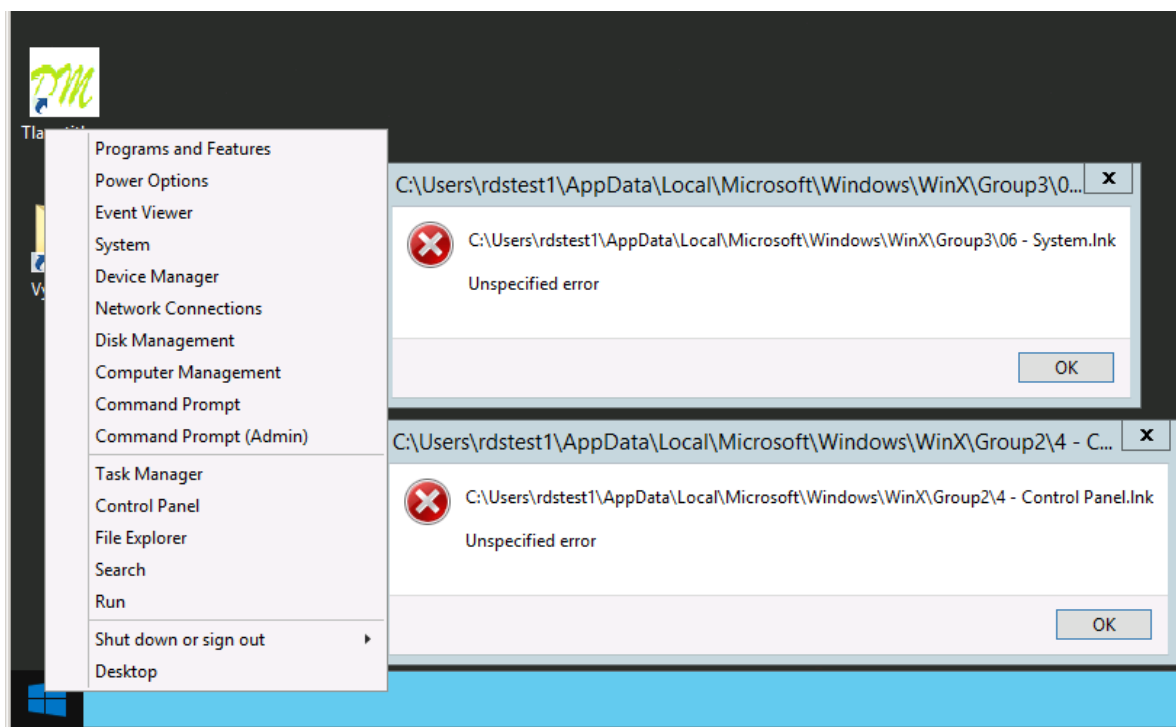 DM
Programs and Features
Power Options
Event Viewer
System
Device Manager
Network Connections
Disk Management
Computer Management
Command Prompt
Command Prompt (Admin)
Task Manager
Control Panel
File Explorer
Search
Run
Shut down or sign out
Desktop
C:\Users\rdstest1\AppData\Local\Microsoft\Windows\WinX\Group3\0... x
C:\Users\rdstest1\AppData\Local\Microsoft\Windows\WinX\Group3\06 - System.lnk
Unspecified error
OK
C:\Users\rdstest1\AppData\Local\Microsoft\Windows\WinX\Group2\4 - C... x
C:\Users\rdstest1\AppData\Local\Microsoft\Windows\WinX\Group2\4 - Control Panel.lnk
Unspecified error
OK